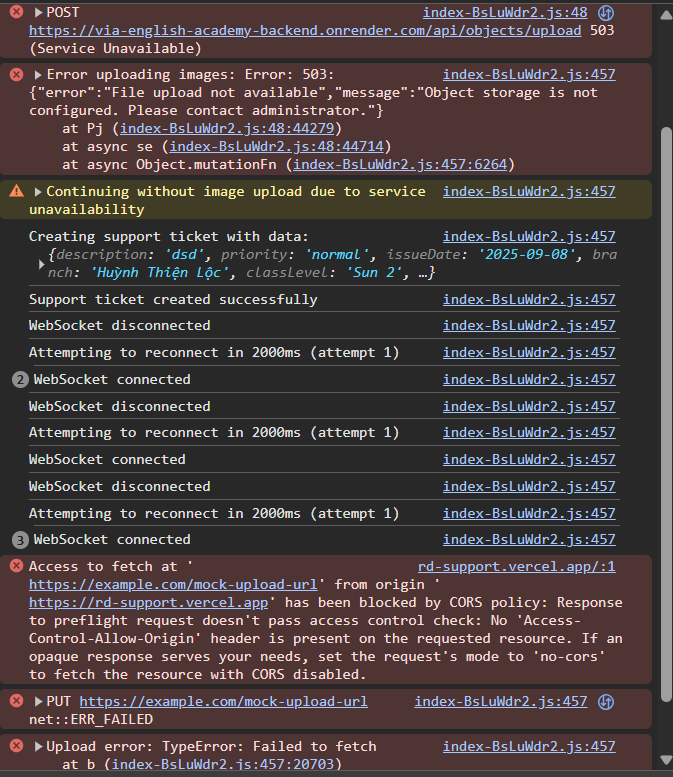 POST index-BsLuWdr2.js:48
https://via-english-academy-backend.onrender.com/api/objects/upload 503
(Service Unavailable)
Error uploading images: Error: 503: index-BsLuWdr2.js:457
{"error":"File upload not available","message":"Object storage is not
configured. Please contact administrator."}
at Pj (index-BsLuWdr2.js:48:44279)
at async se (index-BsLuWdr2.js:48:44714)
at async Object.mutationFn (index-BsLuWdr2.js:457:6264)
Continuing without image upload due to service index-BsLuWdr2.js:457
unavailability
Creating support ticket with data: index-BsLuWdr2.js:457
{description: 'dsd', priority: 'normal', issueDate: '2025-09-08', bra
nch: 'Huỳnh Thiện Lộc', classLevel: 'Sun 2', …}
Support ticket created successfully index-BsLuWdr2.js:457
WebSocket disconnected index-BsLuWdr2.js:457
Attempting to reconnect in 2000ms (attempt 1) index-BsLuWdr2.js:457
2 WebSocket connected index-BsLuWdr2.js:457
WebSocket disconnected index-BsLuWdr2.js:457
Attempting to reconnect in 2000ms (attempt 1) index-BsLuWdr2.js:457
WebSocket connected index-BsLuWdr2.js:457
WebSocket disconnected index-BsLuWdr2.js:457
Attempting to reconnect in 2000ms (attempt 1) index-BsLuWdr2.js:457
3 WebSocket connected index-BsLuWdr2.js:457
Access to fetch at ' rd-support.vercel.app/:1
https://example.com/mock-upload-url' from origin '
https://rd-support.vercel.app' has been blocked by CORS policy: Response
to preflight request doesn't pass access control check: No 'Access-
Control-Allow-Origin' header is present on the requested resource. If an
opaque response serves your needs, set the request's mode to 'no-cors'
to fetch the resource with CORS disabled.
PUT https://example.com/mock-upload-url index-BsLuWdr2.js:457
net::ERR_FAILED
Upload error: TypeError: Failed to fetch index-BsLuWdr2.js:457
at b (index-BsLuWdr2.js:457:20703)